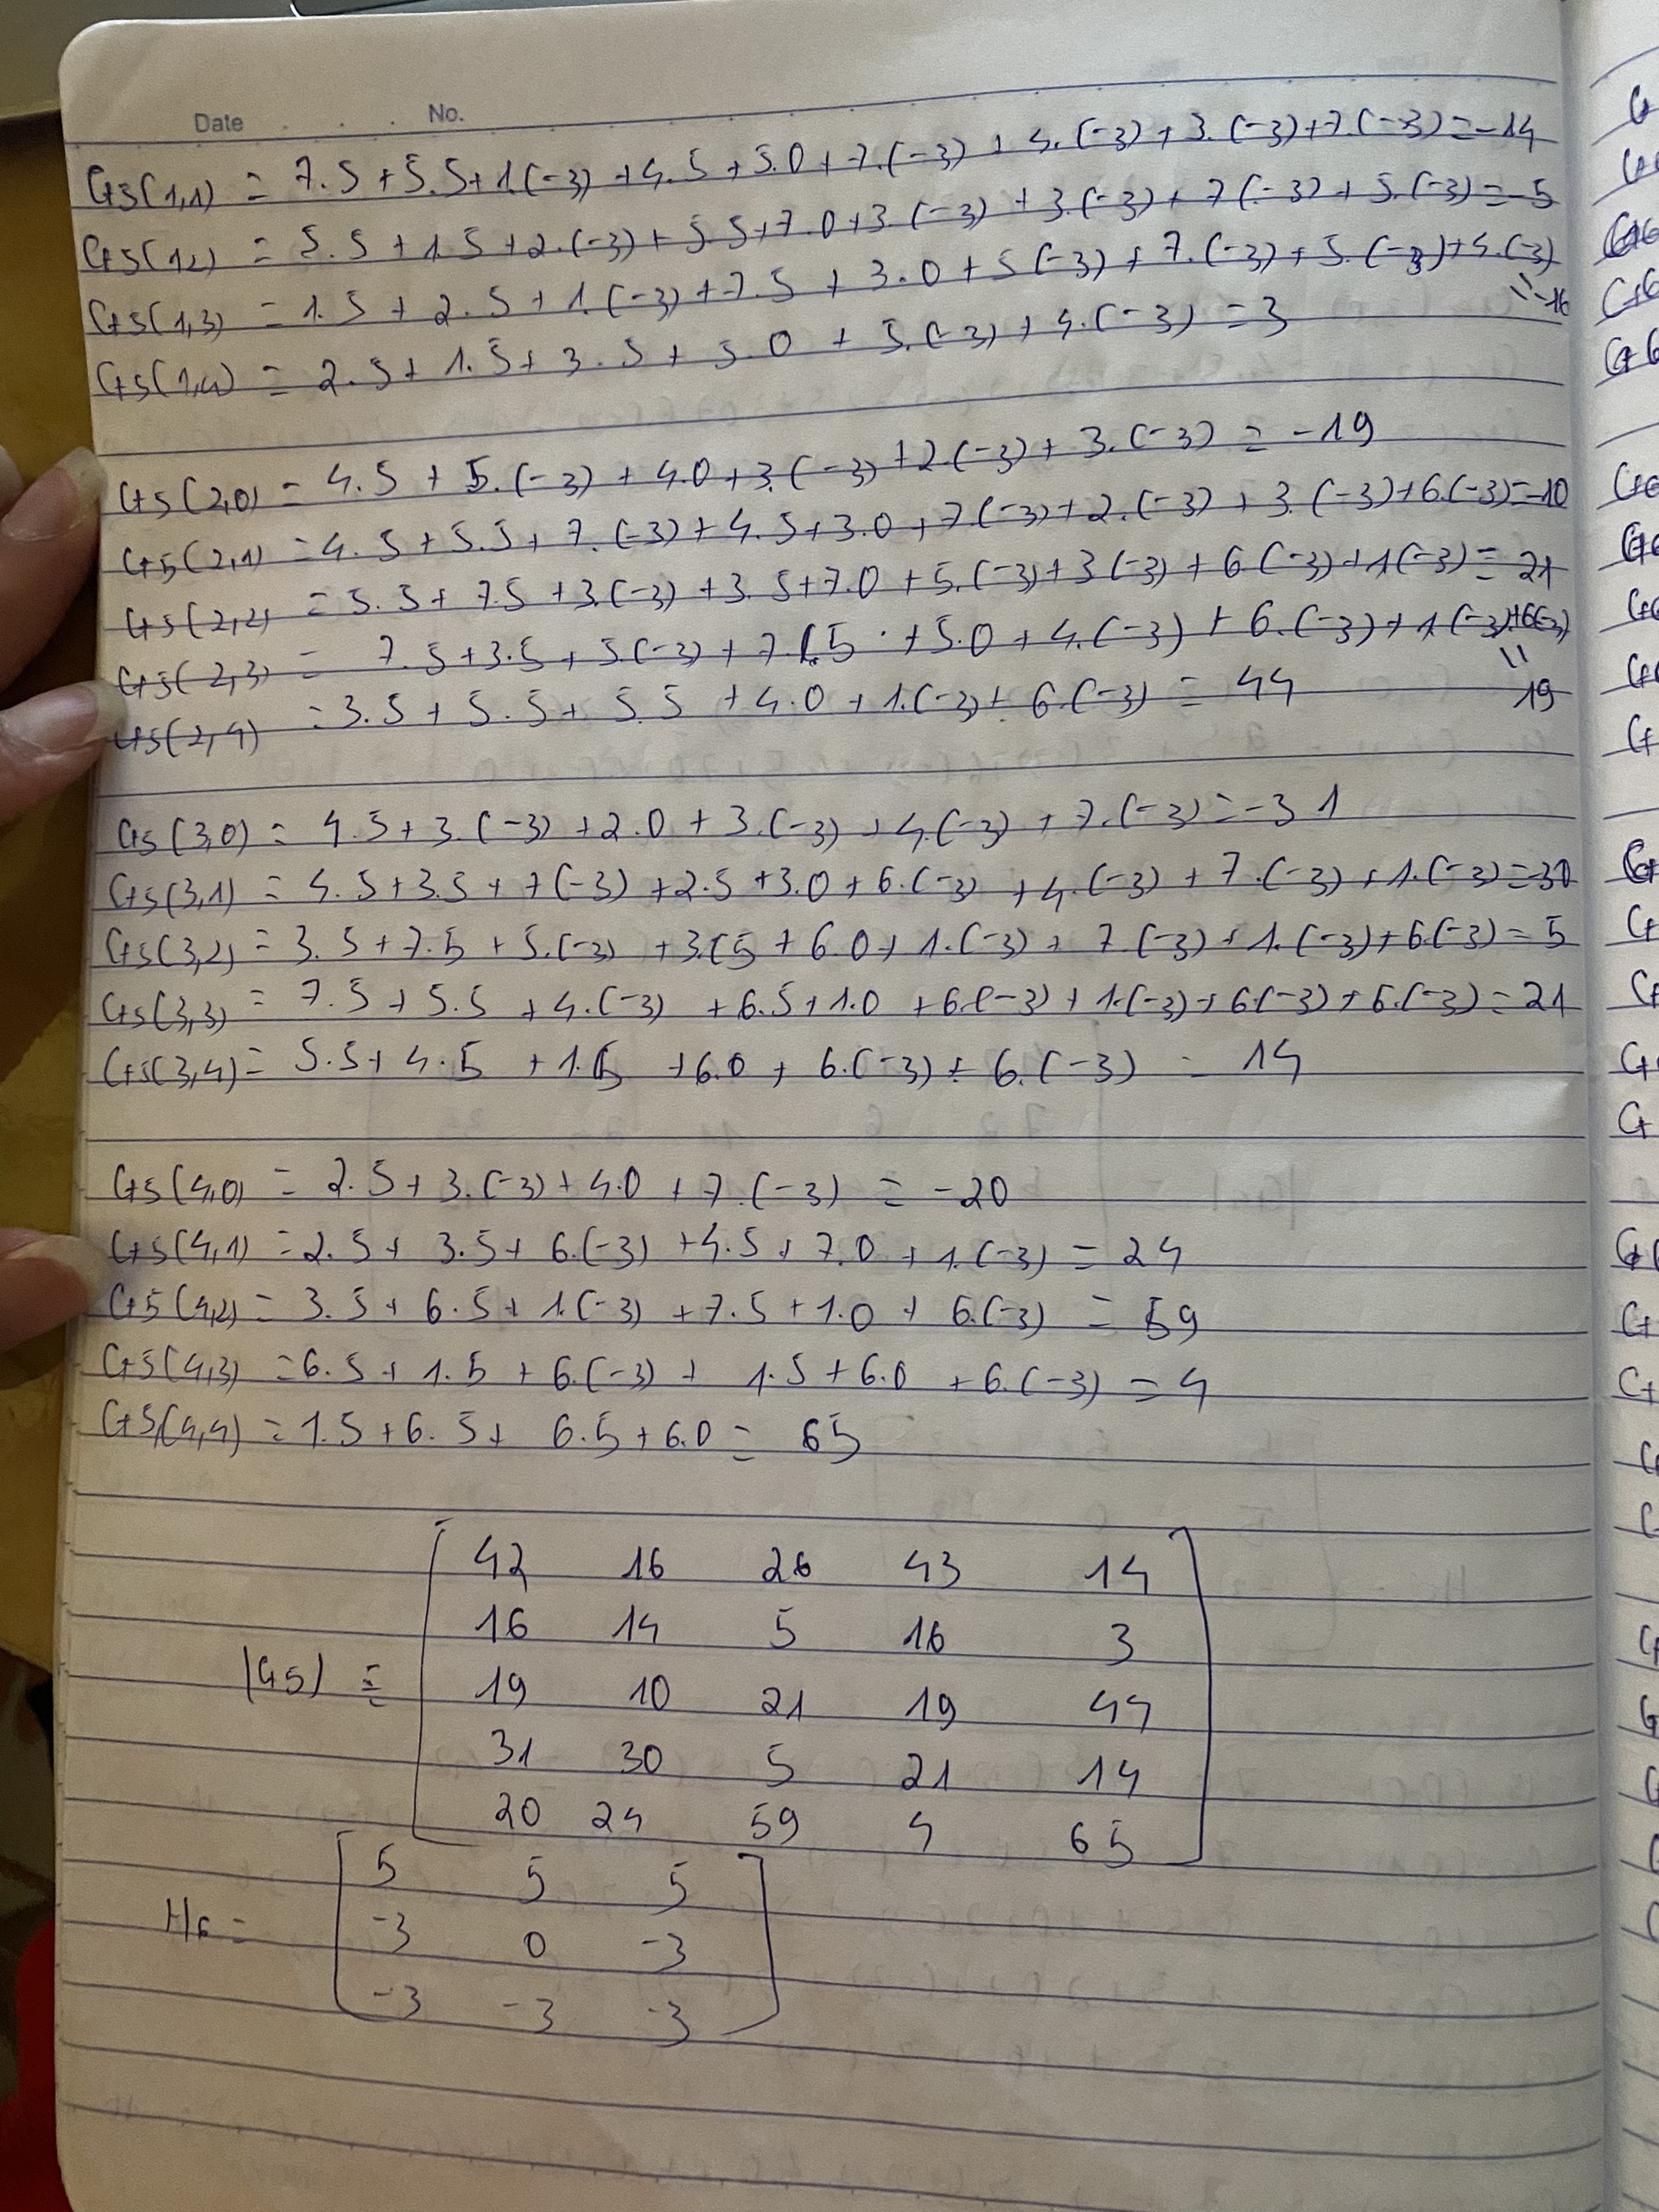 Date No.
G5(1,1) = 7.5+5.5+1.(-3)+4.5+3.0+7.(-3)+4.(-3)+3.(-3)+7.(-3)=-14
G5(1,2) = 5.5+1.5+2.(-3)+5.5+7.0+3.(-3)+3.(-3)+7(-3)+5.(-3)=-5
G5(1,3) = 1.5+2.5+1.(-3)+7.5+3.0+5(-3)+7.(-3)+5.(-3)+4.(-3)
=-16
G5(1,4) = 2.5+1.5+3.5+5.0+5.(-3)+4.(-3)=3
G5(2,0) = 4.5+5.(-3)+4.0+3.(-3)+2.(-3)+3.(-3)=-19
G5(2,1) =4.5+5.5+7.(-3)+4.5+3.0+7.(-3)+2.(-3)+3.(-3)+6.(-3)=-10
G5(2,2) =5.5+7.5+3.(-3)+3.5+7.0+5.(-3)+3(-3)+6(-3)+1(-3)=21
G5(2,3) = 7.5+3.5+5(-3)+7.5+5.0+4.(-3)+6.(-3)+1.(-3)+6(-3)
=19
G5(2,4) =3.5+5.5+5.5+4.0+1.(-3)+6.(-3)=44
G5(3,0) = 4.5+3.(-3)+2.0+3.(-3)+4.(-3)+7.(-3)=-31
G5(3,1) = 4.5+3.5+7(-3)+2.5+3.0+6.(-3)+4.(-3)+7.(-3)+1.(-3)=-30
G5(3,2) = 3.5+7.5+5.(-3)+3.5+6.0+1.(-3)+7.(-3)+1.(-3)+6.(-3)=5
G5(3,3) = 7.5+5.5+4.(-3)+6.5+1.0+6.(-3)+1.(-3)+6(-3)+6.(-3)=21
G5(3,4)= 5.5+4.5+1.5+6.0+6.(-3)+6.(-3) = 14
G5(4,0) = 2.5+3.(-3)+4.0+7.(-3) = -20
G5(4,1) =2.5+3.5+6.(-3)+4.5+7.0+1.(-3) = 24
G5(4,2) = 3.5+6.5+1.(-3)+7.5+1.0+6.(-3) = 59
G5(4,3) =6.5+1.5+6.(-3)+1.5+6.0+6.(-3) = 4
G5(4,4) =1.5+6.5+6.5+6.0= 65
42 16 26 43 14
16 14 5 16 3
|G5| = 19 10 21 19 44
31 30 5 21 14
20 24 59 4 65
5 5 5
H6 = -3 0 -3
-3 -3 -3